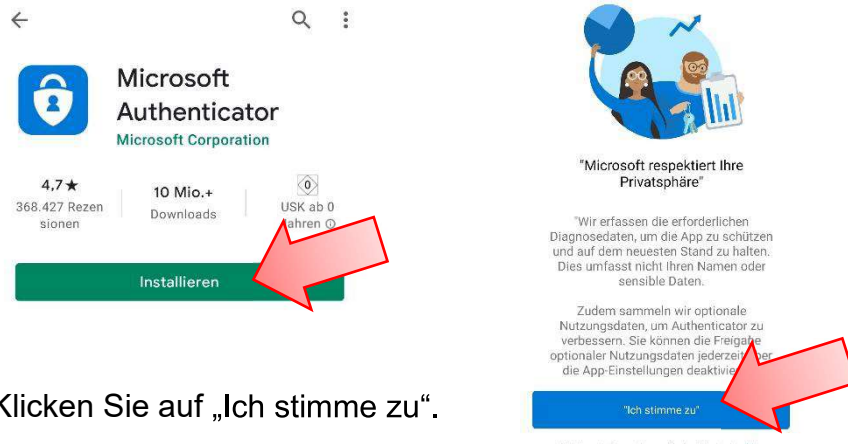 Microsoft
Authenticator
Microsoft Corporation
4,7★
368.427 Rezen
sionen
10 Mio.+
Downloads
0
USK ab 0
Jahren
Installieren
Klicken Sie auf „Ich stimme zu“.
"Microsoft respektiert Ihre
Privatsphäre"
"Wir erfassen die erforderlichen
Diagnosedaten, um die App zu schützen
und auf dem neuesten Stand zu halten.
Dies umfasst nicht Ihren Namen oder
sensible Daten.
Zudem sammeln wir optionale
Nutzungsdaten, um Authenticator zu
verbessern. Sie können die Freigabe
optionaler Nutzungsdaten jederzeit über
die App-Einstellungen
"Ich stimme zu"